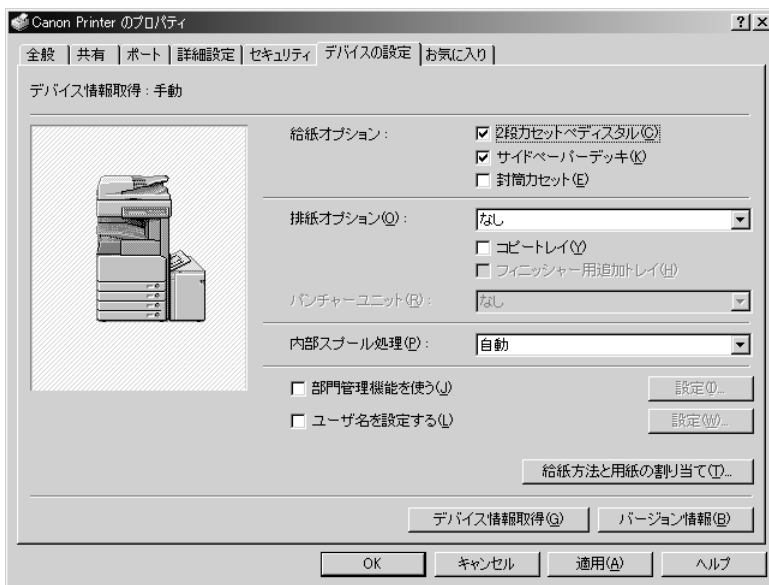 Canon Printer のプロパティ
全般 共有 ポート 詳細設定 セキュリティ デバイスの設定 お気に入り
デバイス情報取得 : 手動
給紙オプション : 2段カセットペディスタル(C)
サイドペーパーデッキ(K)
封筒カセット(E)
排紙オプション(O) : なし
コピートレイ(Y)
フィニッシャー用追加トレイ(H)
パンチャーユニット(R) : なし
内部スプール処理(P) : 自動
部門管理機能を使う(J) 設定(I)...
ユーザ名を設定する(L) 設定(W)...
給紙方法と用紙の割り当て(T)...
デバイス情報取得(G) バージョン情報(B)
OK キャンセル 適用(A) ヘルプ